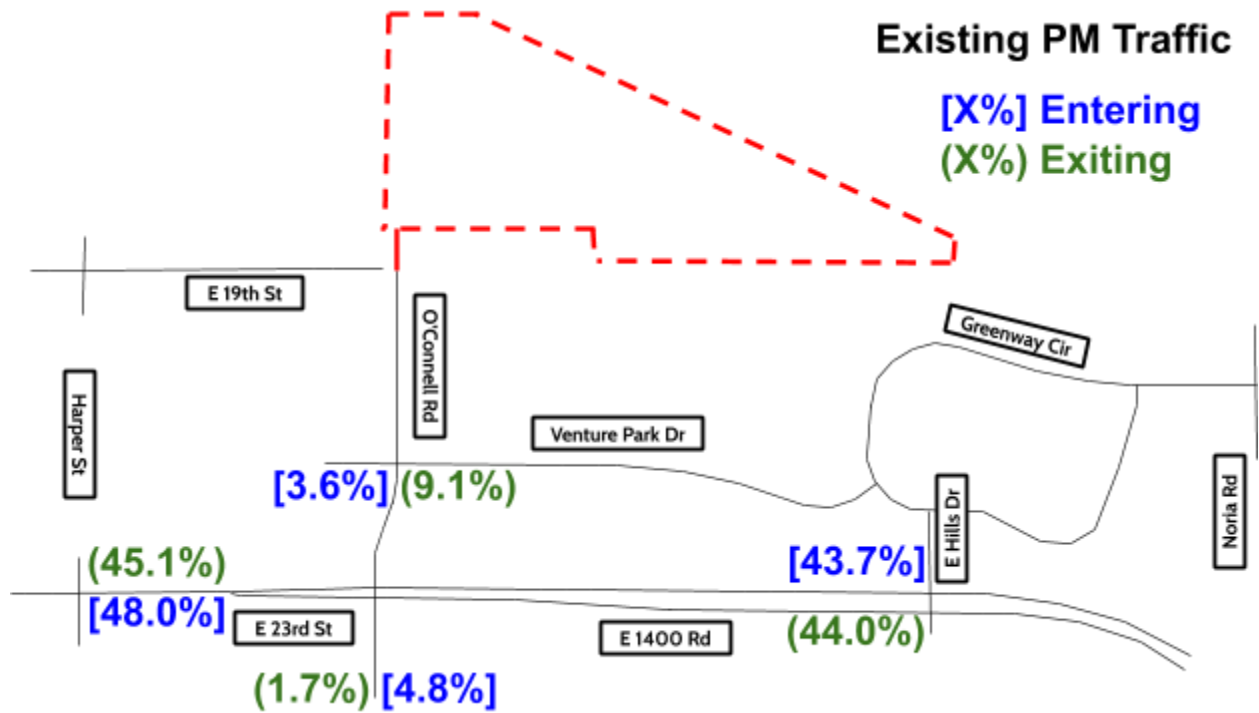 Existing PM Traffic
[X%] Entering
(X%) Exiting
E 19th St
O'Connell Rd
Greenway Cir
Harper St
Venture Park Dr
[3.6%] (9.1%)
E Hills Dr
Noria Rd
(45.1%)
[43.7%]
[48.0%]
E 23rd St
E 1400 Rd
(44.0%)
(1.7%) [4.8%]